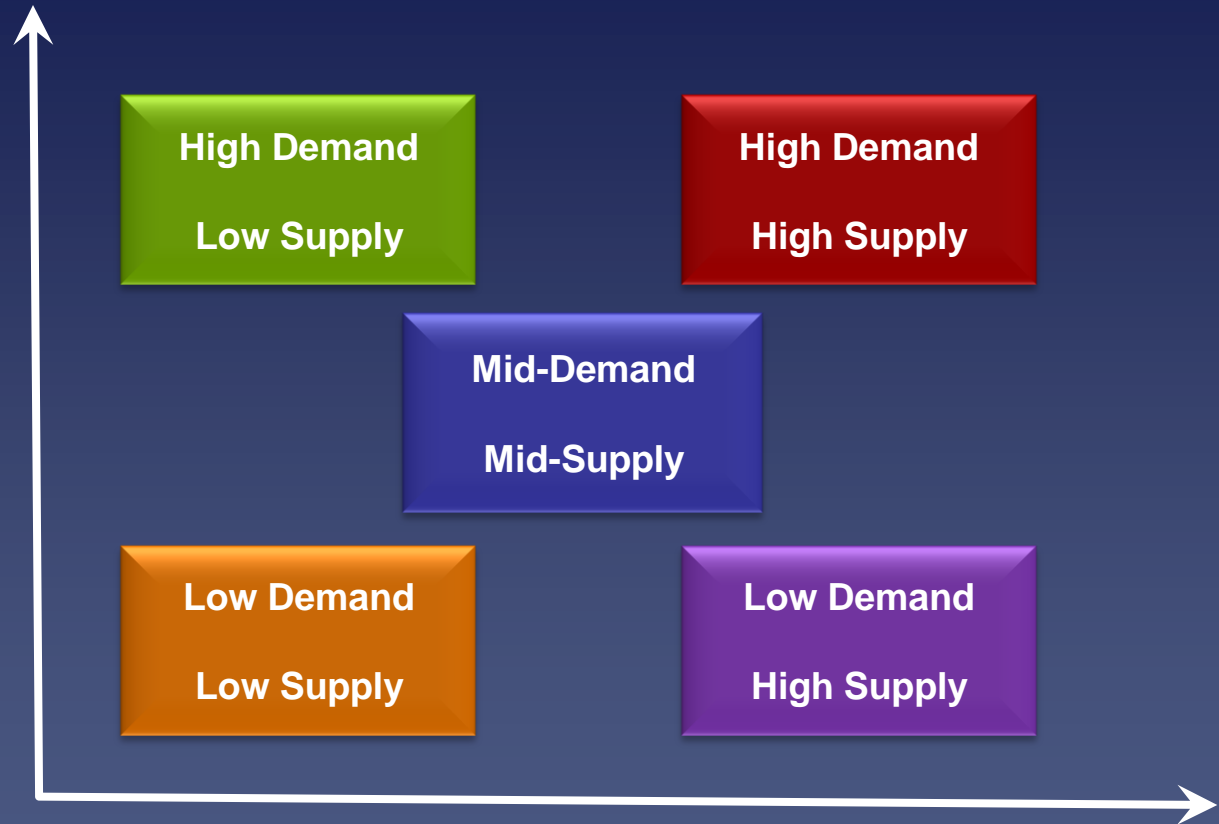 High Demand
Low Supply
High Demand
High Supply
Mid-Demand
Mid-Supply
Low Demand
Low Supply
Low Demand
High Supply